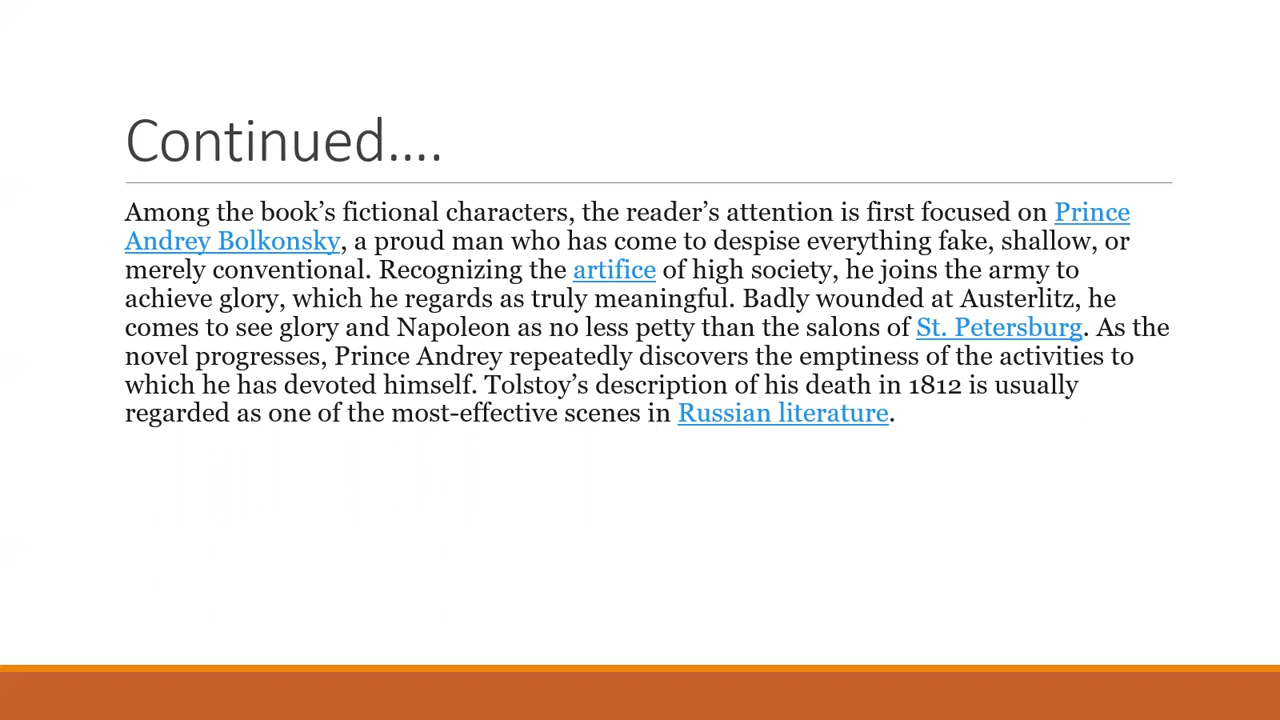 Continued....
Among the book’s fictional characters, the reader’s attention is first focused on Prince
Andrey Bolkonsky, a proud man who has come to despise everything fake, shallow, or
merely conventional. Recognizing the artifice of high society, he joins the army to
achieve glory, which he regards as truly meaningful. Badly wounded at Austerlitz, he
comes to see glory and Napoleon as no less petty than the salons of St. Petersburg. As the
novel progresses, Prince Andrey repeatedly discovers the emptiness of the activities to
which he has devoted himself. Tolstoy’s description of his death in 1812 is usually
regarded as one of the most-effective scenes in Russian literature.